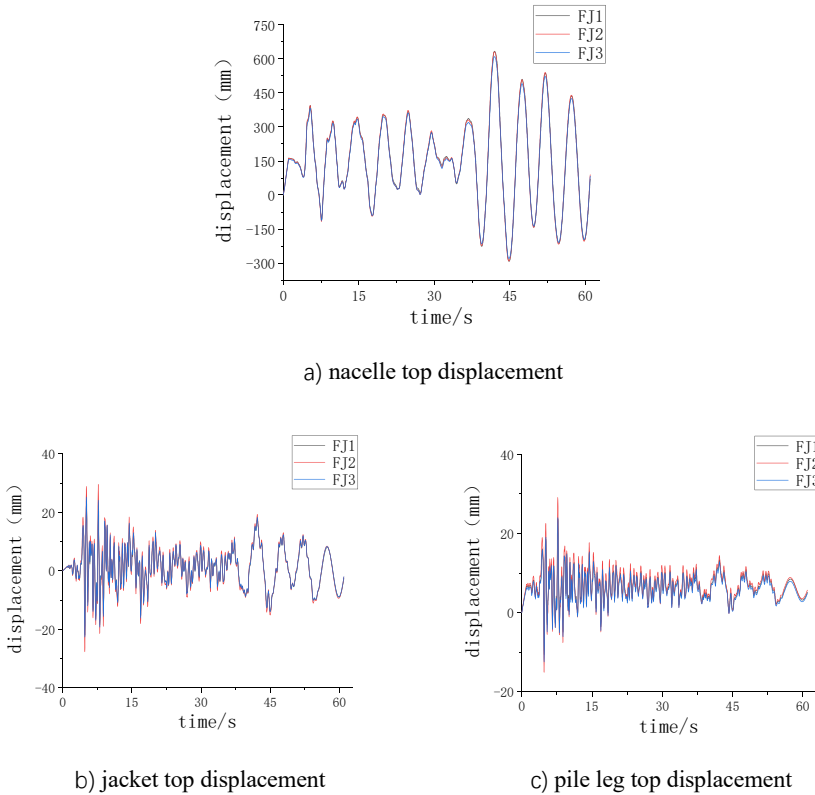 750
600
450
300
150
0
-150
-300
displacement (mm)
FJ1
FJ2
FJ3
0 15 30 45 60
time/s
a) nacelle top displacement
40
20
0
-20
-40
displacement (mm)
FJ1
FJ2
FJ3
0 15 30 45 60
time/s
b) jacket top displacement
40
20
0
-20
displacement (mm)
FJ1
FJ2
FJ3
0 15 30 45 60
time/s
c) pile leg top displacement